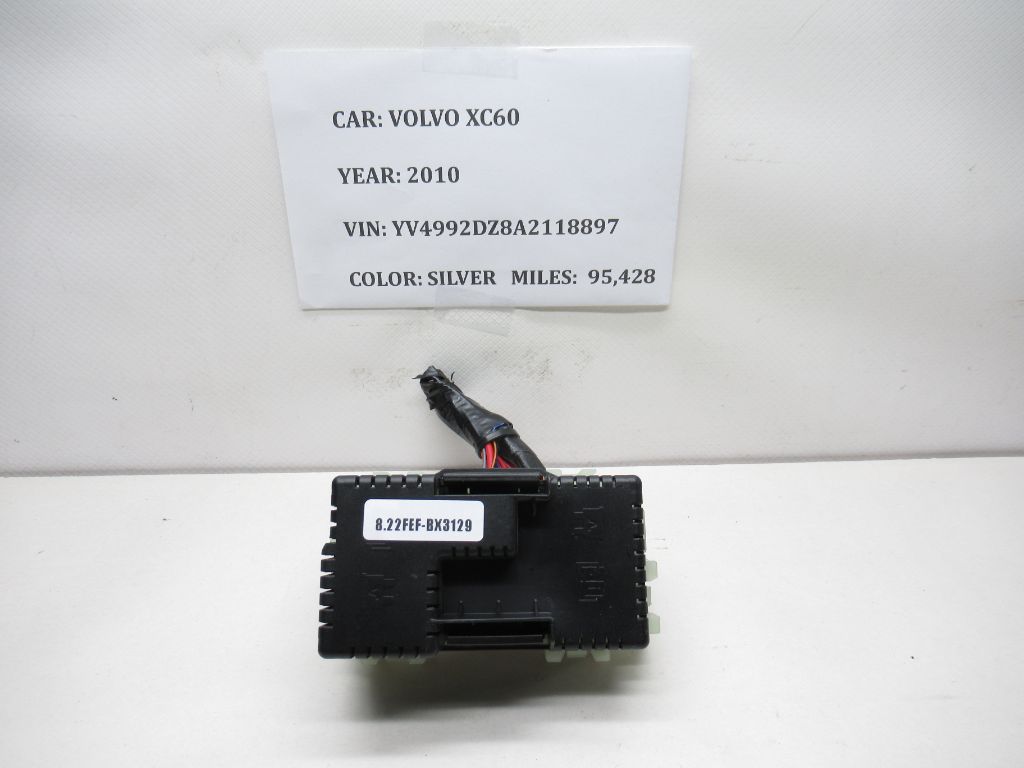 CAR: VOLVO XC60
YEAR: 2010
VIN: YV4992DZ8A2118897
COLOR: SILVER MILES: 95,428
8.22FEF-BX3129